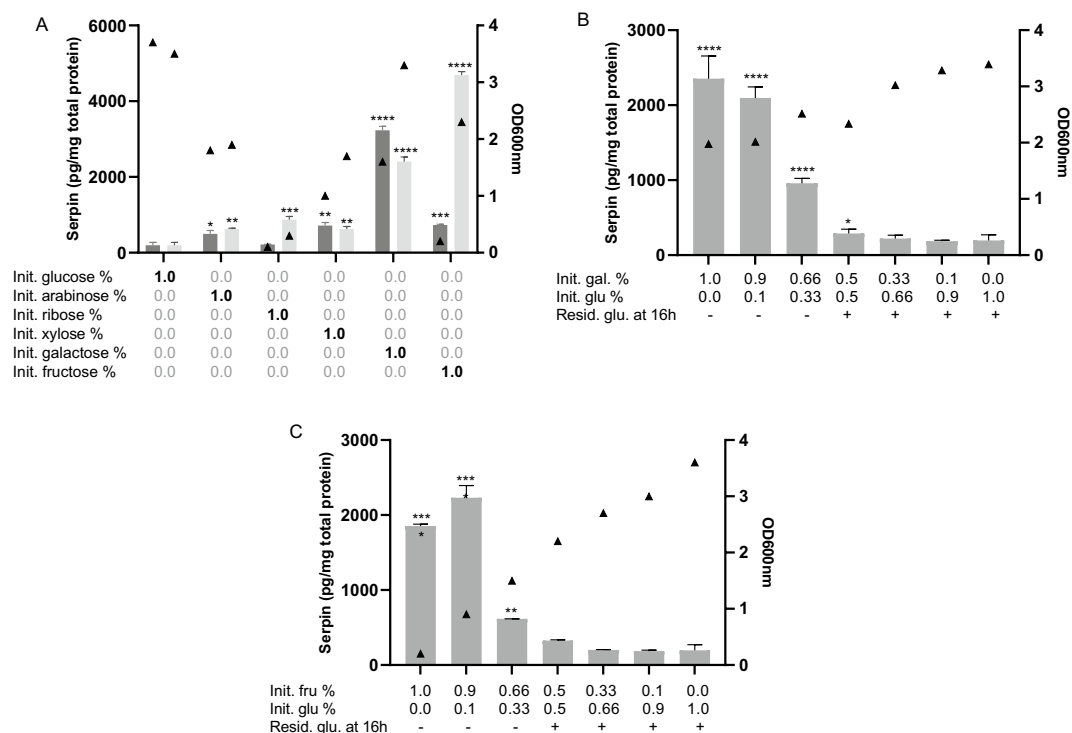 A
6000
4000
2000
0
Serpin (pg/mg total protein)
4
3
2
1
0
OD600nm
* ** *** ** ** **** **** *** ****
Init. glucose % 1.0 0.0 0.0 0.0 0.0 0.0
Init. arabinose % 0.0 1.0 0.0 0.0 0.0 0.0
Init. ribose % 0.0 0.0 1.0 0.0 0.0 0.0
Init. xylose % 0.0 0.0 0.0 1.0 0.0 0.0
Init. galactose % 0.0 0.0 0.0 0.0 1.0 0.0
Init. fructose % 0.0 0.0 0.0 0.0 0.0 1.0
B
3000
2000
1000
0
Serpin (pg/mg total protein)
4
3
2
1
0
OD600nm
**** **** **** *
Init. gal. % 1.0 0.9 0.66 0.5 0.33 0.1 0.0
Init. glu % 0.0 0.1 0.33 0.5 0.66 0.9 1.0
Resid. glu. at 16h - - - + + + +
C
3000
2000
1000
0
Serpin (pg/mg total protein)
4
3
2
1
0
OD600nm
*** *** **
* *
Init. fru % 1.0 0.9 0.66 0.5 0.33 0.1 0.0
Init. glu % 0.0 0.1 0.33 0.5 0.66 0.9 1.0
Resid. glu. at 16h - - - + + + +